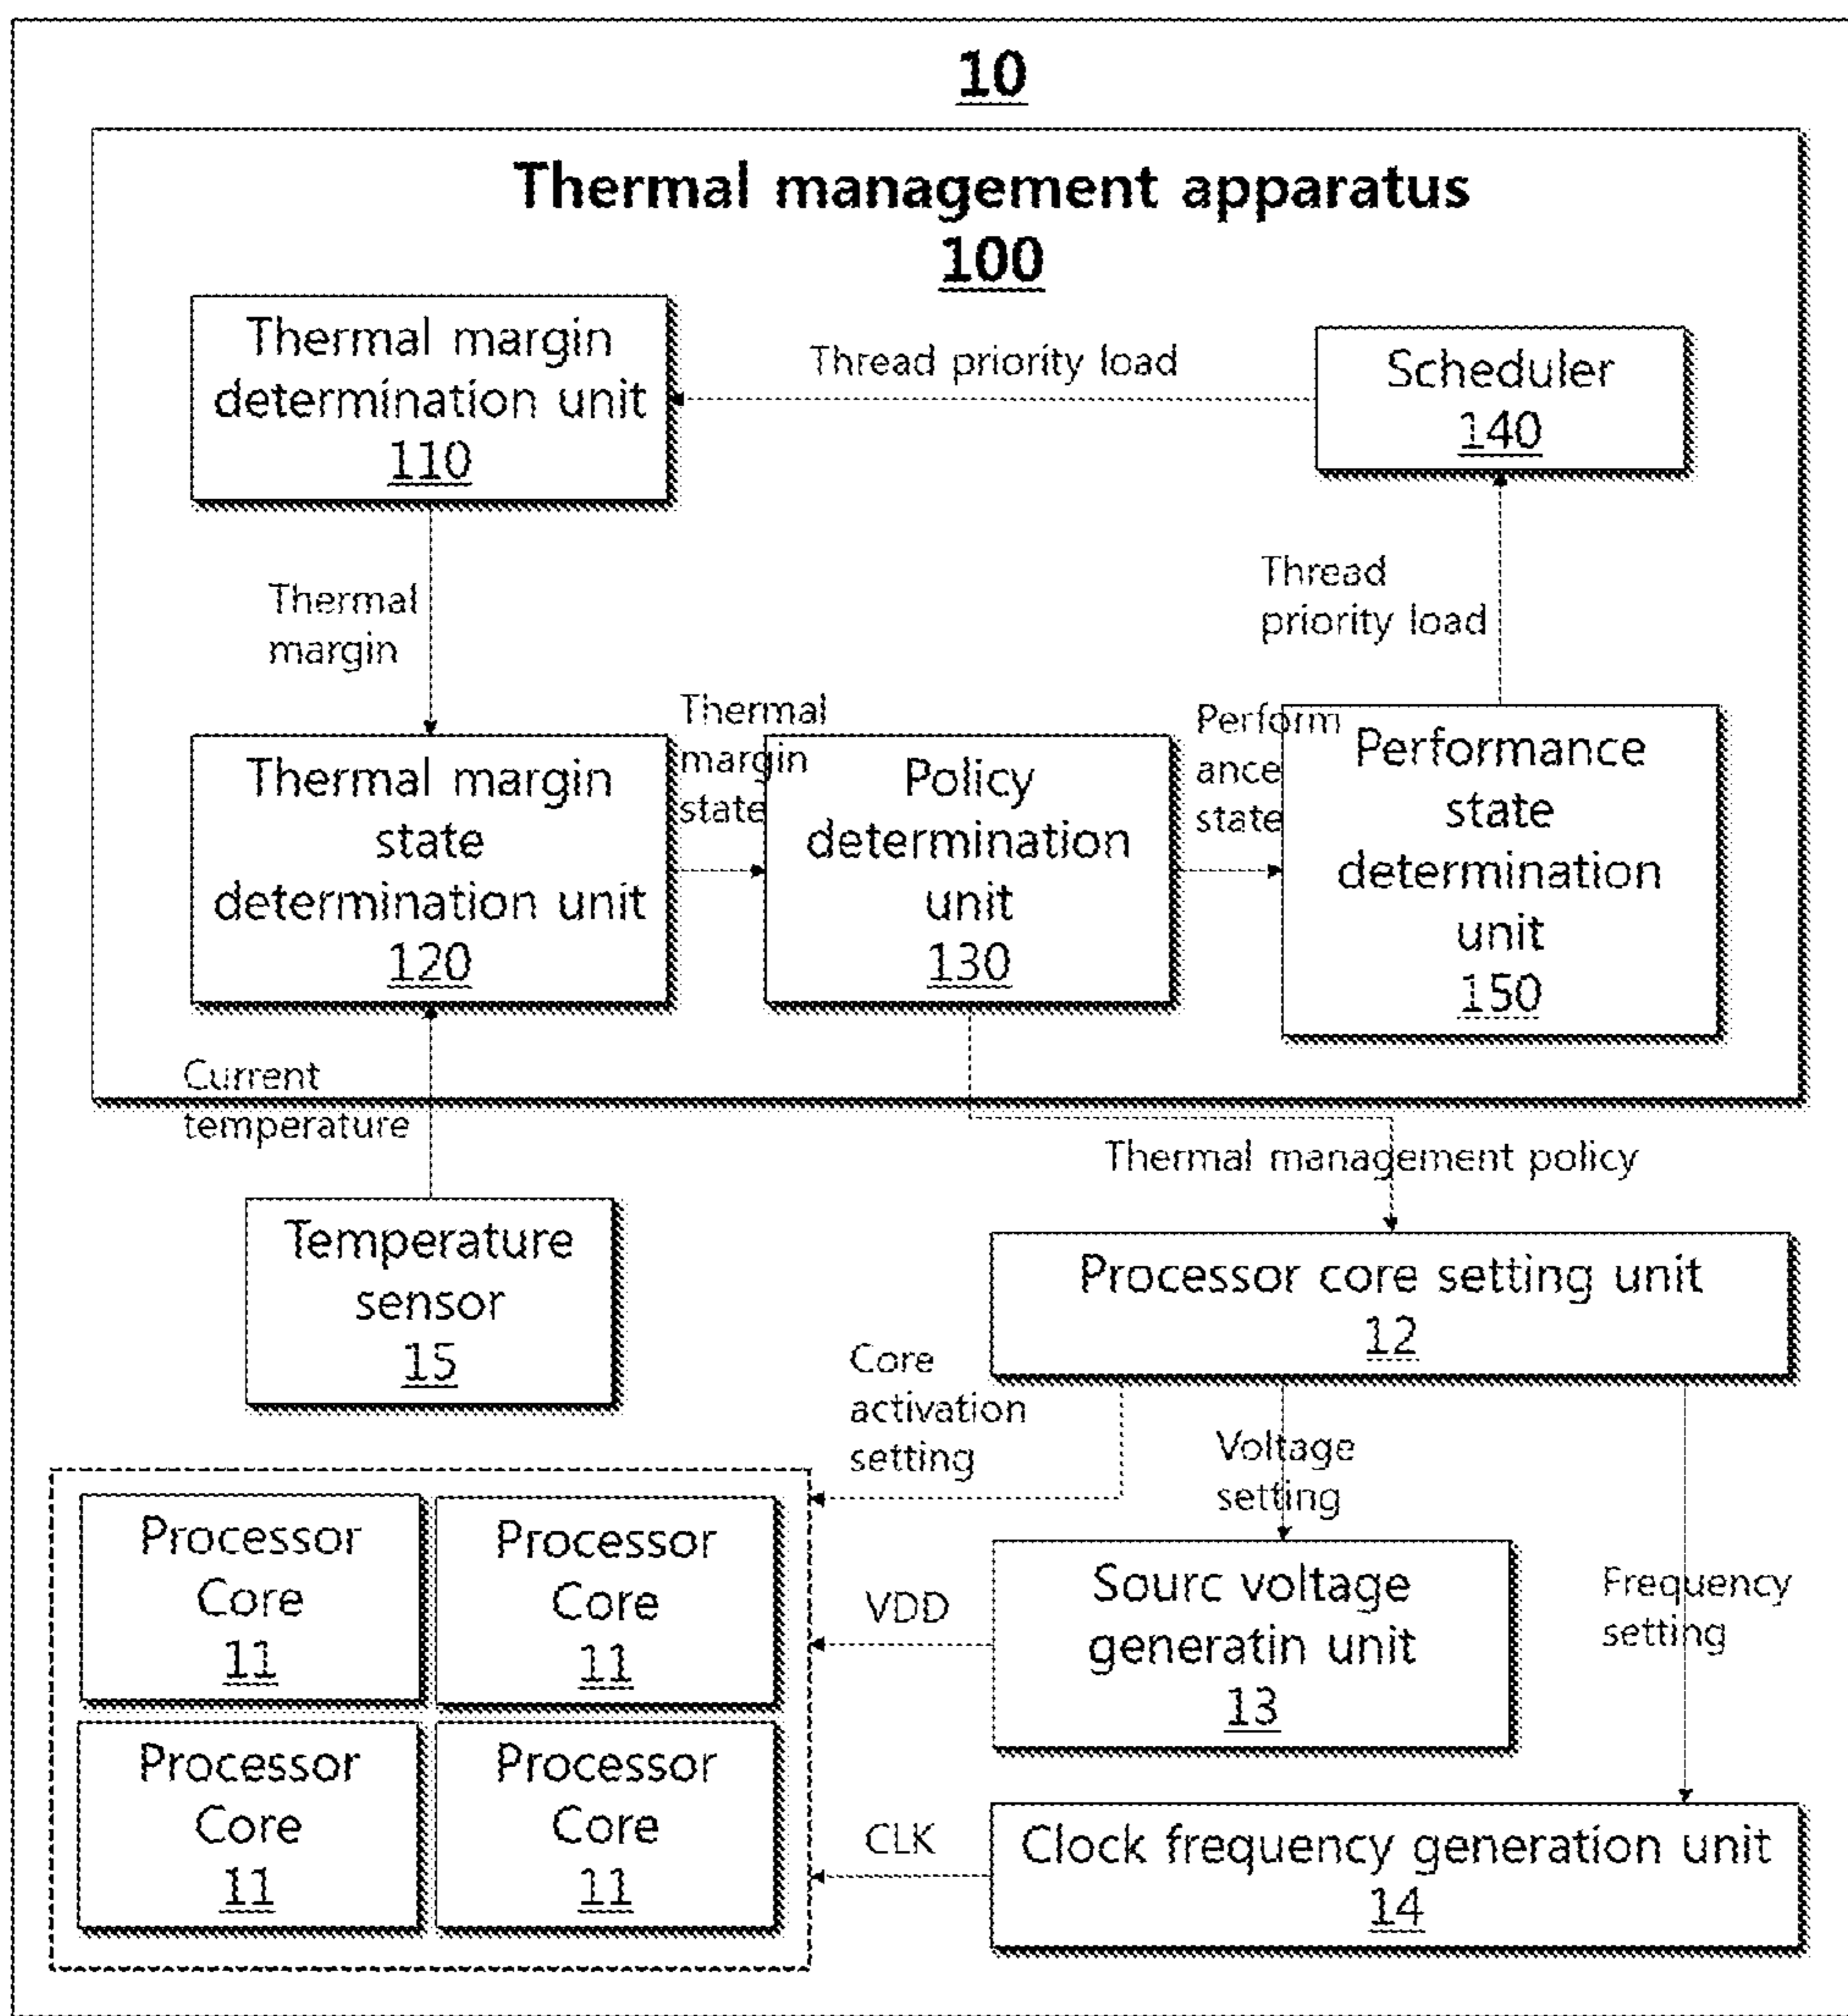 10
Thermal management apparatus
100
Thermal margin
determination unit
110
Thread priority load
Scheduler
140
Thermal
margin
Thread
priority load
Thermal margin
state
determination unit
120
Thermal
margin
state
Policy
determination
unit
130
Perform
ance
state
Performance
state
determination
unit
150
Current
temperature
Thermal management policy
Temperature
sensor
15
Processor core setting unit
12
Core
activation
setting
Voltage
setting
Frequency
setting
Processor
Core
11
Processor
Core
11
VDD
Sourc voltage
generatin unit
13
Processor
Core
11
Processor
Core
11
CLK
Clock frequency generation unit
14